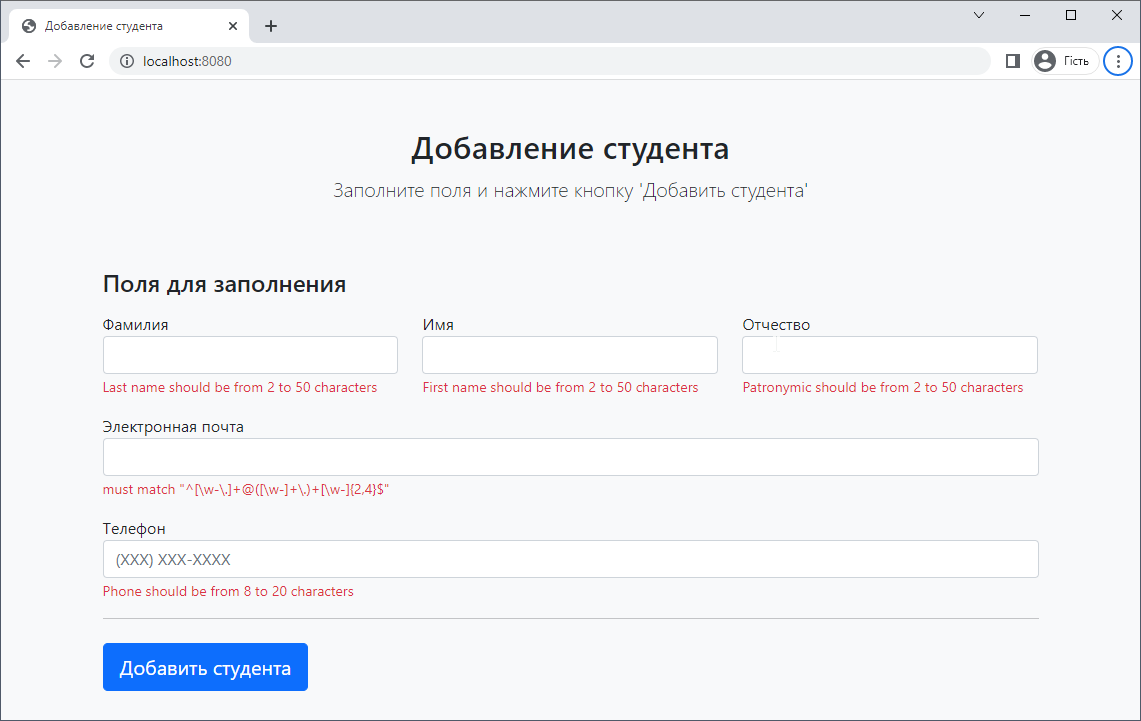 Добавление студента
localhost:8080
Гість
Добавление студента
Заполните поля и нажмите кнопку 'Добавить студента'
Поля для заполнения
Фамилия Имя Отчество
Last name should be from 2 to 50 characters First name should be from 2 to 50 characters Patronymic should be from 2 to 50 characters
Электронная почта
must match "^[\w-\.]+@([\w-]+\.)+[\w-]{2,4}$"
Телефон
(XXX) XXX-XXXX
Phone should be from 8 to 20 characters
Добавить студента